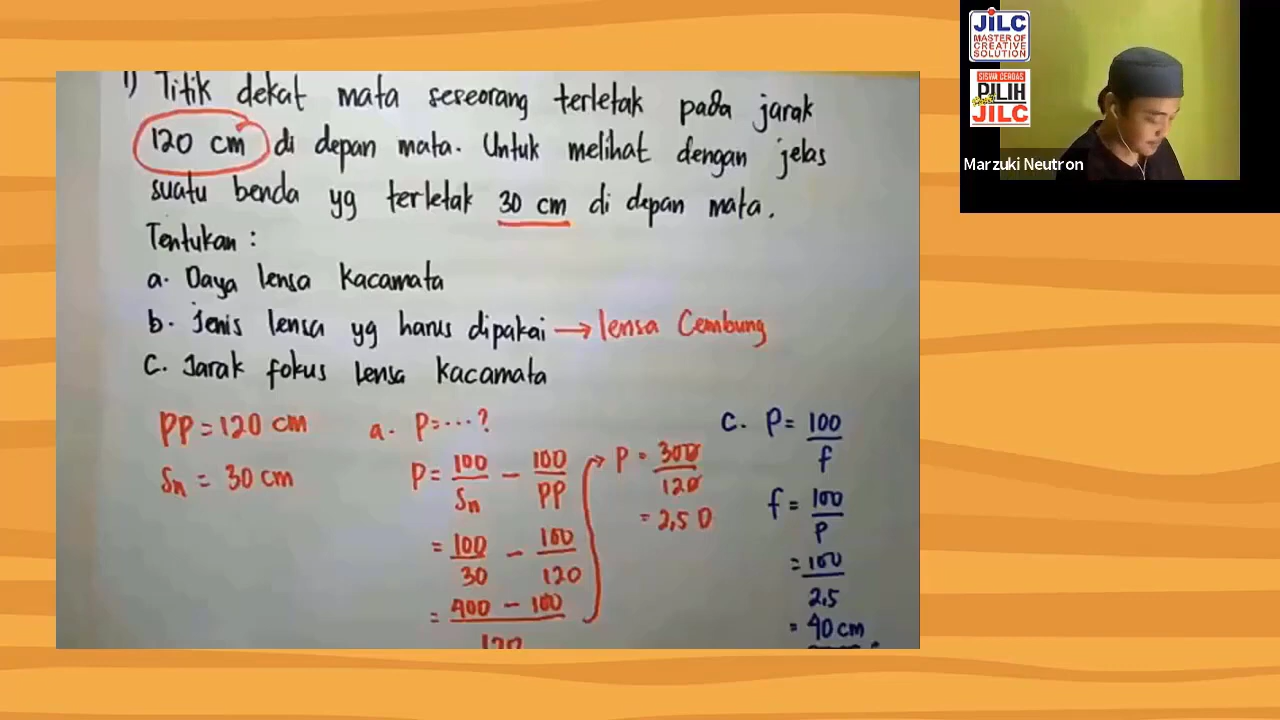 1) Titik dekat mata seseorang terletak pada jarak
120 cm di depan mata. Untuk melihat dengan jelas
suatu benda yg terletak 30 cm di depan mata.
Tentukan :
a. Daya lensa kacamata
b. Jenis lensa yg harus dipakai → lensa Cembung
c. Jarak fokus lensa kacamata
PP = 120 cm
Sn = 30 cm
a. P = ... ?
P = 100/Sn - 100/PP
= 100/30 - 100/120
= 400 - 100 / 120
P = 300/120
= 2,5 D
c. P = 100/f
f = 100/P
= 100/2,5
= 40 cm
JILC
MASTER OF
CREATIVE
SOLUTION
SISWA CERDAS
PILIH
JILC
Marzuki Neutron